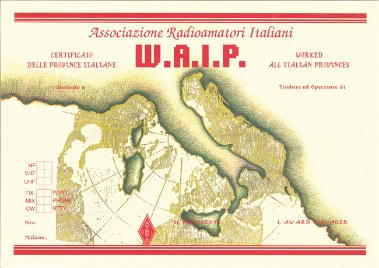 Associazione Radioamatori Italiani
CERTIFICATO
DELLE PROVINCE ITALIANE
W.A.I.P.
WORKED
ALL ITALIAN PROVINCES
Rilasciato a
Titolare ed Operatore di
HF
VHF
UHF
FIX PORT
MIX PHONE
CW RTTY
Nro
IL PRESIDENTE
L'AWARD MANAGER
Milano,